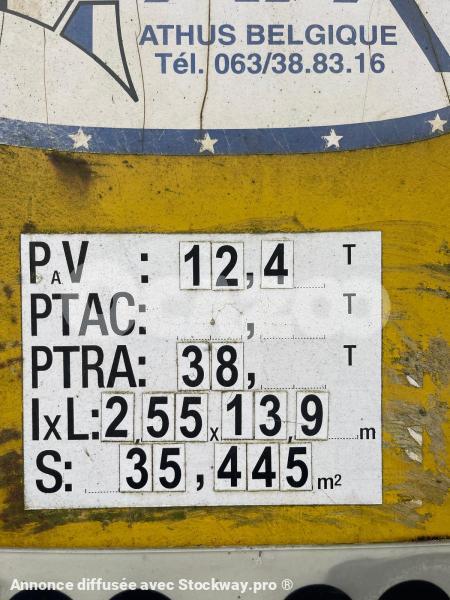 ATHUS BELGIQUE
Tél. 063/38.83.16
PAV : 12,4 T
PTAC: , T
PTRA: 38, T
IxL: 2,55 x 13,9 m
S: 35,445 m²
Annonce diffusée avec Stockway.pro ®